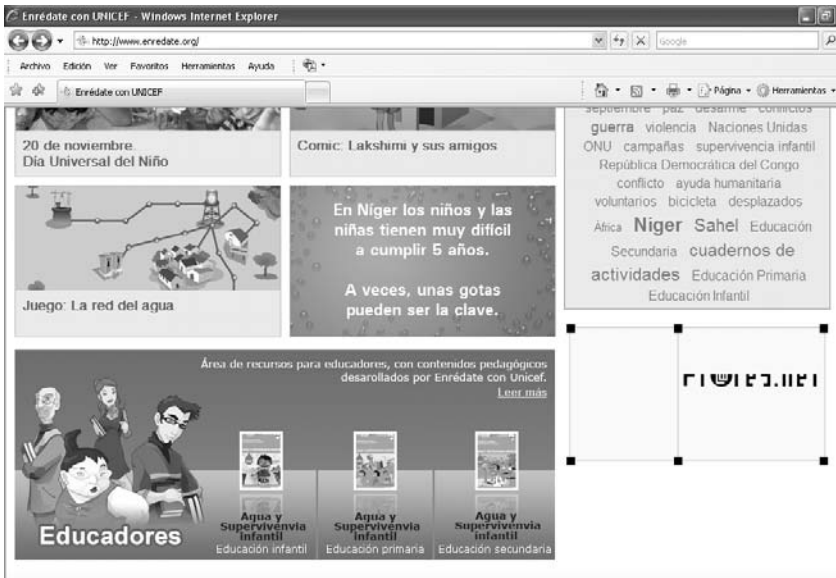 Enrédate con UNICEF - Windows Internet Explorer
http://www.enredate.org/
Google
Archivo Edición Ver Favoritos Herramientas Ayuda
Enrédate con UNICEF
Página Herramientas
20 de noviembre.
Día Universal del Niño
Comic: Lakshimi y sus amigos
Juego: La red del agua
En Níger los niños y las
niñas tienen muy difícil
a cumplir 5 años.
A veces, unas gotas
pueden ser la clave.
septiembre paz desarme conflictos
guerra violencia Naciones Unidas
ONU campañas supervivencia infantil
República Democrática del Congo
conflicto ayuda humanitaria
voluntarios bicicleta desplazados
África Niger Sahel Educación
Secundaria cuadernos de
actividades Educación Primaria
Educación Infantil
Área de recursos para educadores, con contenidos pedagógicos
desarollados por Enrédate con Unicef.
Leer más
Educadores
Agua y
Supervivenvia
infantil
Educación infantil
Agua y
Supervivenvia
infantil
Educación primaria
Agua y
Supervivenvia
infantil
Educación secundaria